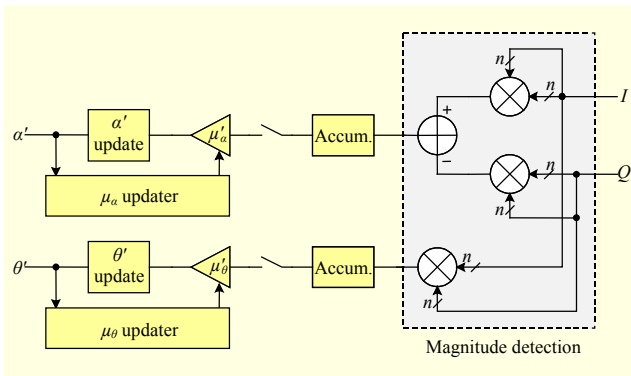 n
n
I
α′
α′
update
μ′α
Accum.
+
−
n
Q
μα updater
n
θ′
θ′
update
μ′θ
Accum.
n
n
μθ updater
Magnitude detection